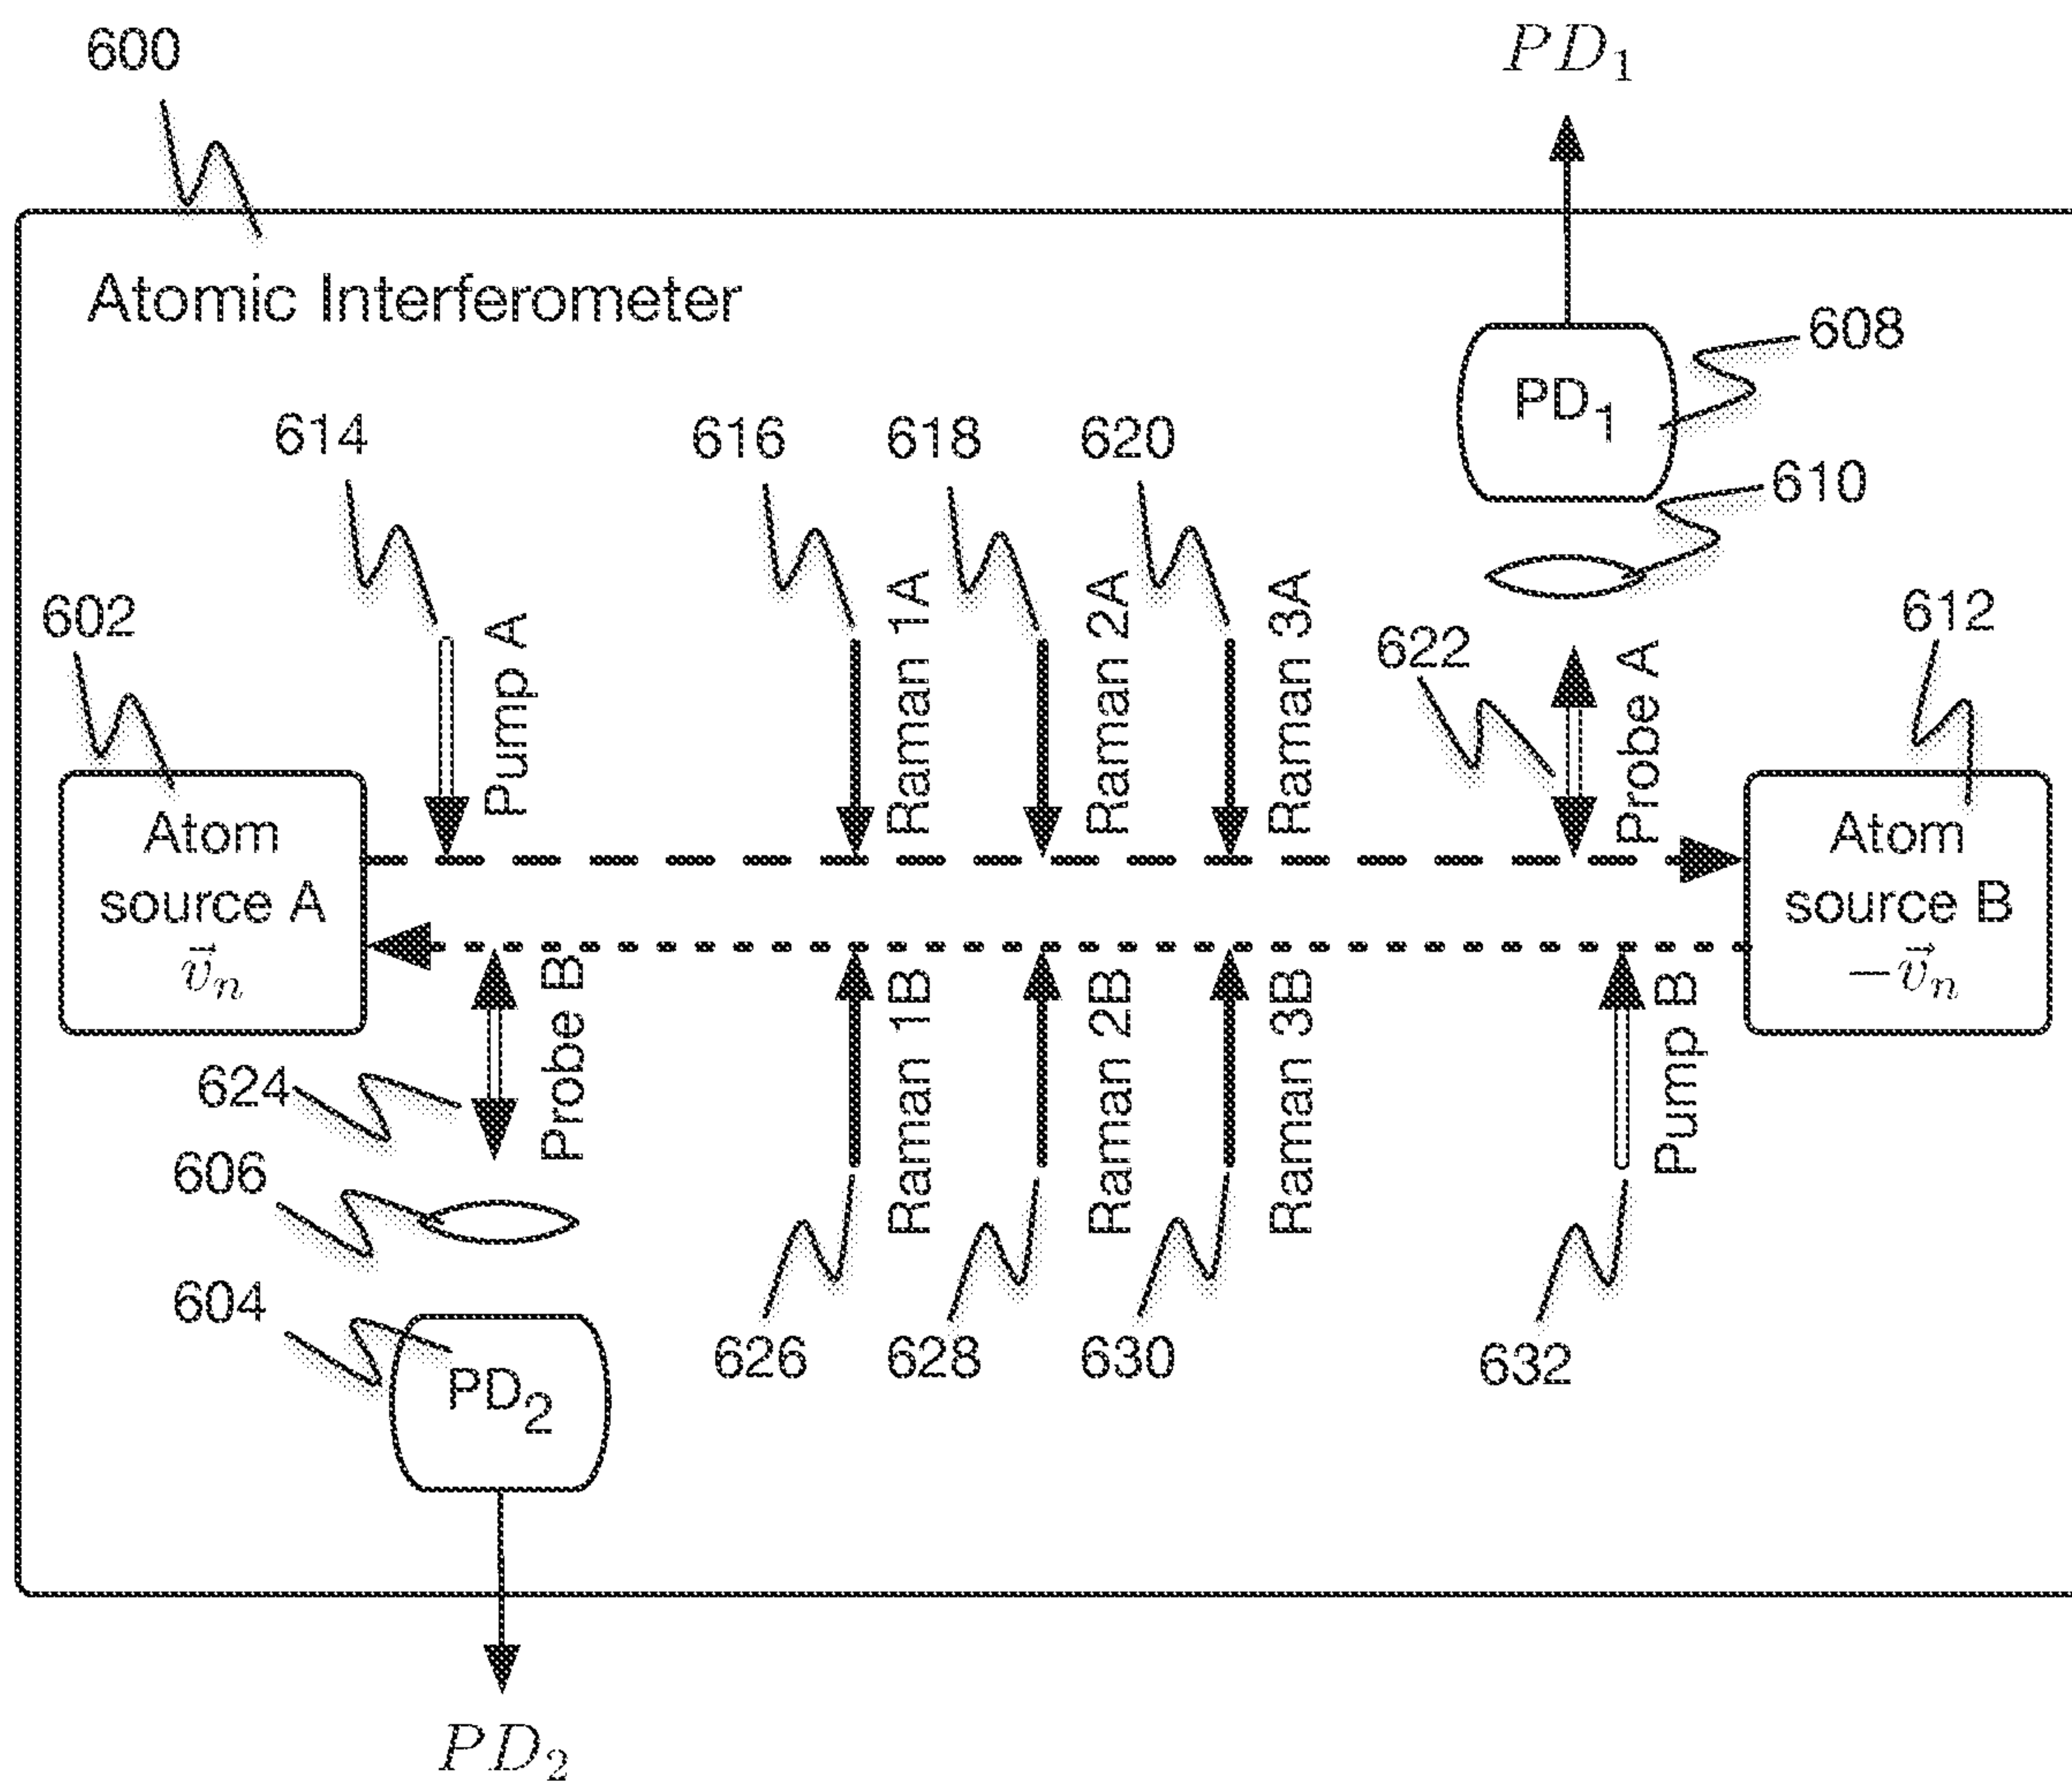 600
PD₁
Atomic Interferometer
608
PD₁
614
616
618
620
610
602
Pump A
Raman 1A
Raman 2A
Raman 3A
622
Probe A
612
Atom
source A
v⃗ₙ
Atom
source B
−v⃗ₙ
624
Probe B
Raman 1B
Raman 2B
Raman 3B
Pump B
606
604
PD₂
626
628
630
632
PD₂